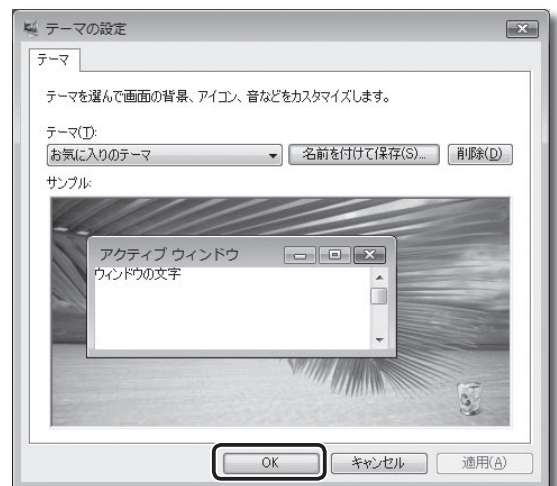 テーマの設定
テーマ
テーマを選んで画面の背景、アイコン、音などをカスタマイズします。
テーマ(T):
お気に入りのテーマ 名前を付けて保存(S)... 削除(D)
サンプル:
アクティブ ウィンドウ
ウィンドウの文字
OK キャンセル 適用(A)